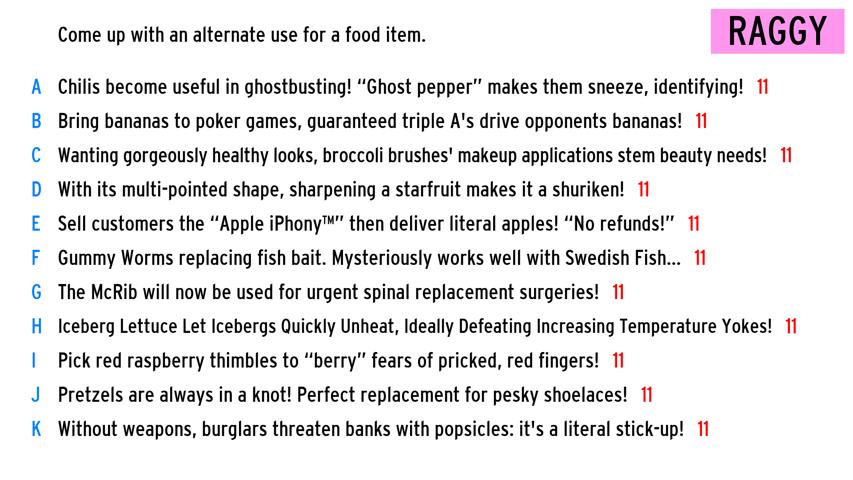 Come up with an alternate use for a food item.
RAGGY
A Chilis become useful in ghostbusting! “Ghost pepper” makes them sneeze, identifying! 11
B Bring bananas to poker games, guaranteed triple A's drive opponents bananas! 11
C Wanting gorgeously healthy looks, broccoli brushes' makeup applications stem beauty needs! 11
D With its multi-pointed shape, sharpening a starfruit makes it a shuriken! 11
E Sell customers the “Apple iPhony™” then deliver literal apples! “No refunds!” 11
F Gummy Worms replacing fish bait. Mysteriously works well with Swedish Fish... 11
G The McRib will now be used for urgent spinal replacement surgeries! 11
H Iceberg Lettuce Let Icebergs Quickly Unheat, Ideally Defeating Increasing Temperature Yokes! 11
I Pick red raspberry thimbles to “berry” fears of pricked, red fingers! 11
J Pretzels are always in a knot! Perfect replacement for pesky shoelaces! 11
K Without weapons, burglars threaten banks with popsicles: it's a literal stick-up! 11